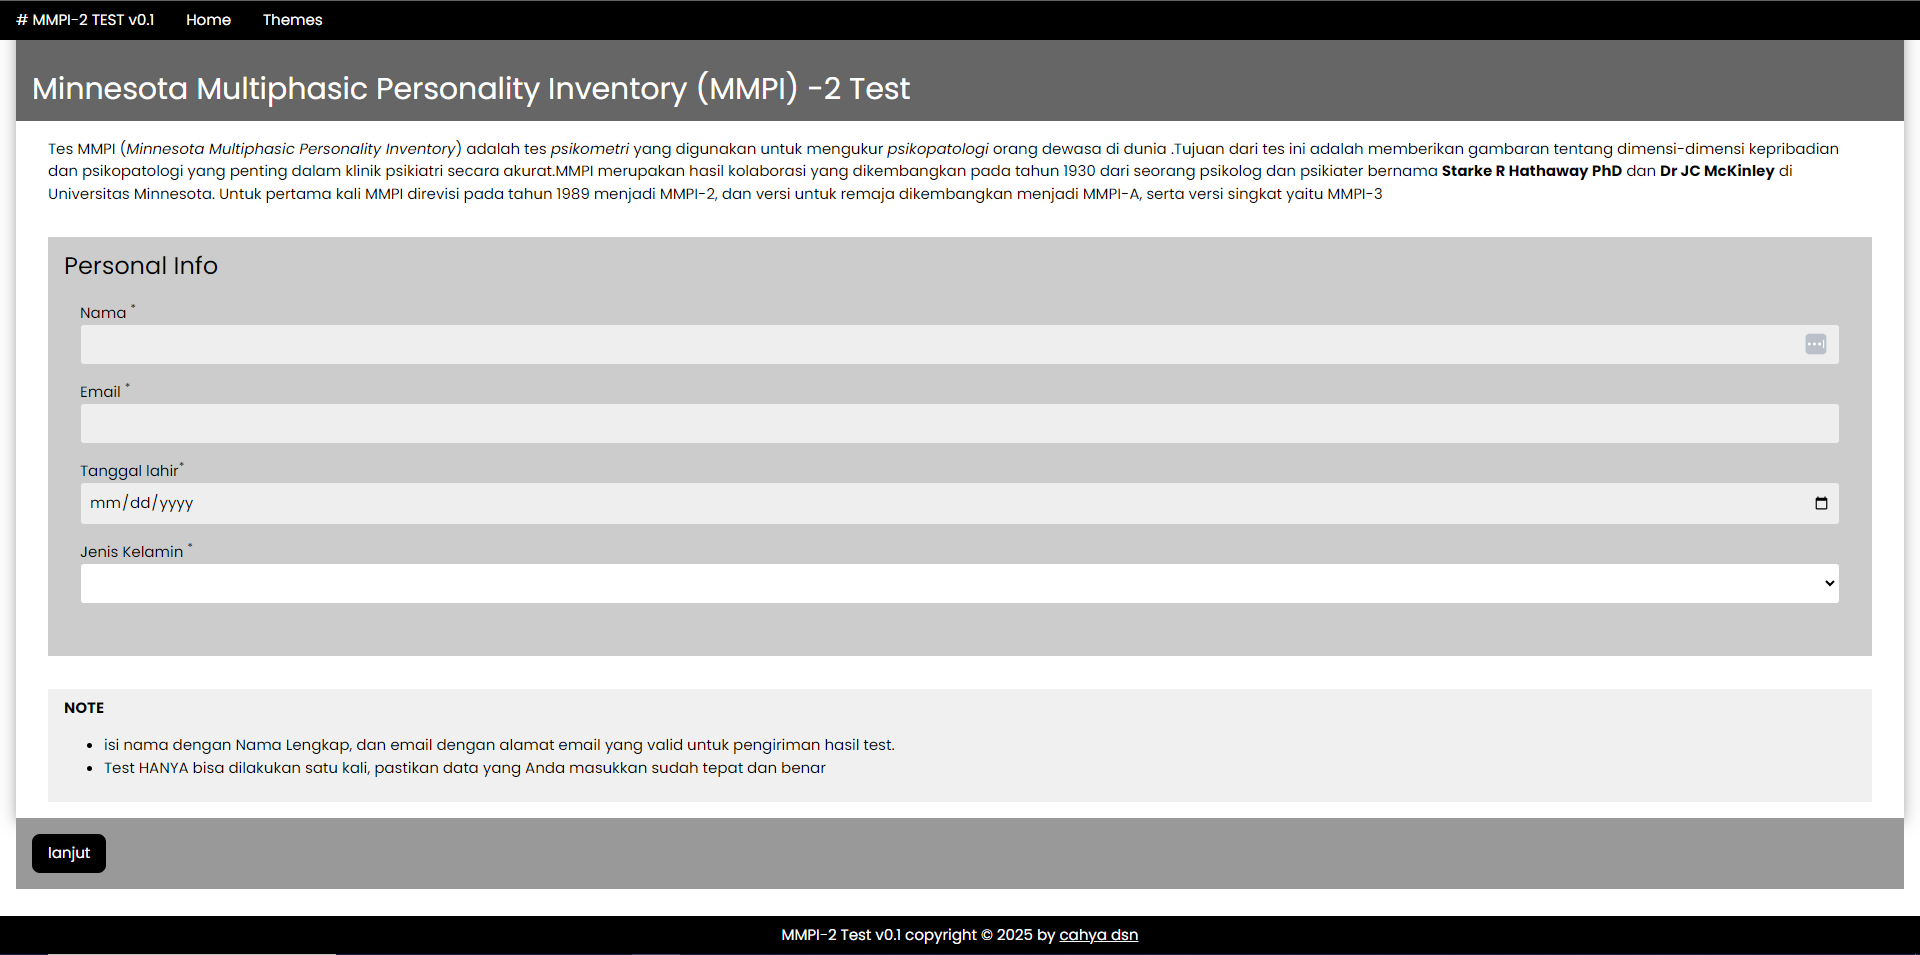 # MMPI-2 TEST v0.1 Home Themes
Minnesota Multiphasic Personality Inventory (MMPI) -2 Test
Tes MMPI (Minnesota Multiphasic Personality Inventory) adalah tes psikometri yang digunakan untuk mengukur psikopatologi orang dewasa di dunia .Tujuan dari tes ini adalah memberikan gambaran tentang dimensi-dimensi kepribadian
dan psikopatologi yang penting dalam klinik psikiatri secara akurat.MMPI merupakan hasil kolaborasi yang dikembangkan pada tahun 1930 dari seorang psikolog dan psikiater bernama Starke R Hathaway PhD dan Dr JC McKinley di
Universitas Minnesota. Untuk pertama kali MMPI direvisi pada tahun 1989 menjadi MMPI-2, dan versi untuk remaja dikembangkan menjadi MMPI-A, serta versi singkat yaitu MMPI-3
Personal Info
Nama *
Email *
Tanggal lahir*
mm/dd/yyyy
Jenis Kelamin *
NOTE
• isi nama dengan Nama Lengkap, dan email dengan alamat email yang valid untuk pengiriman hasil test.
• Test HANYA bisa dilakukan satu kali, pastikan data yang Anda masukkan sudah tepat dan benar
lanjut
MMPI-2 Test v0.1 copyright © 2025 by cahya dsn